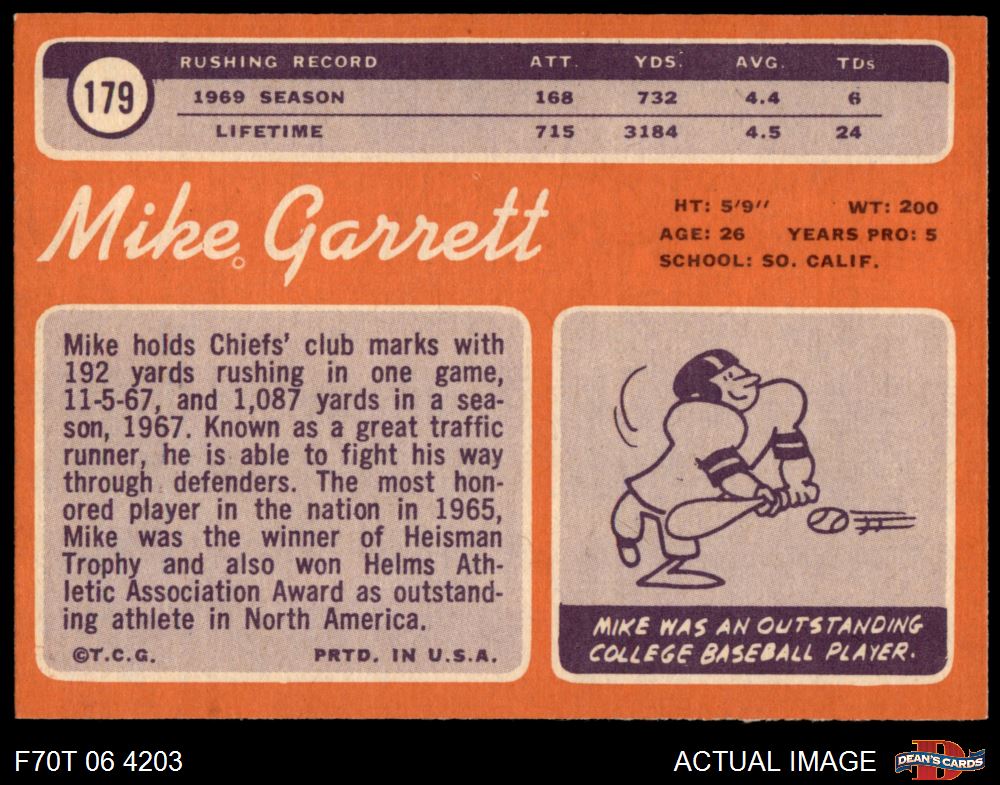 RUSHING RECORD ATT. YDS. AVG. TDs
179
1969 SEASON 168 732 4.4 6
LIFETIME 715 3184 4.5 24
Mike Garrett
HT: 5'9'' WT: 200
AGE: 26 YEARS PRO: 5
SCHOOL: SO. CALIF.
Mike holds Chiefs' club marks with
192 yards rushing in one game,
11-5-67, and 1,087 yards in a sea-
son, 1967. Known as a great traffic
runner, he is able to fight his way
through defenders. The most hon-
ored player in the nation in 1965,
Mike was the winner of Heisman
Trophy and also won Helms Ath-
letic Association Award as outstand-
ing athlete in North America.
©T.C.G. PRTD. IN U.S.A.
MIKE WAS AN OUTSTANDING
COLLEGE BASEBALL PLAYER.
F70T 06 4203 ACTUAL IMAGE
D
DEAN'S CARDS